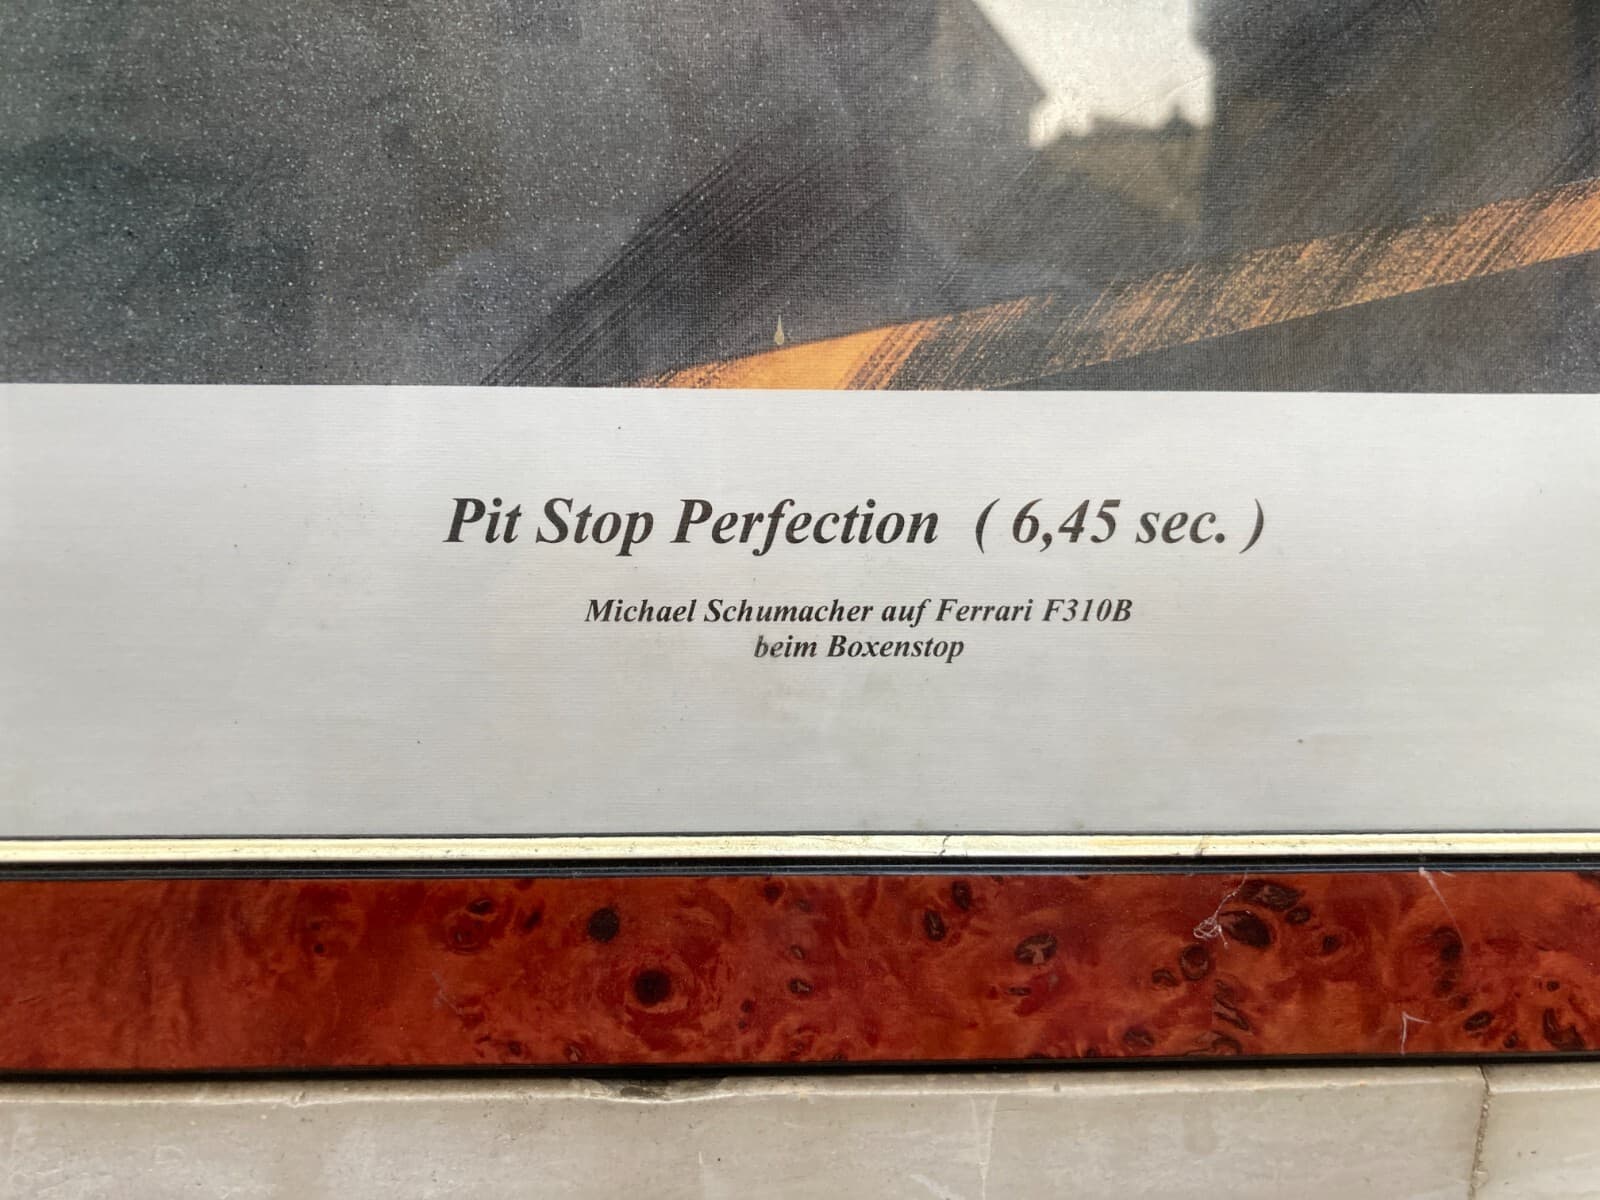 Pit Stop Perfection ( 6,45 sec. )
Michael Schumacher auf Ferrari F310B
beim Boxenstop